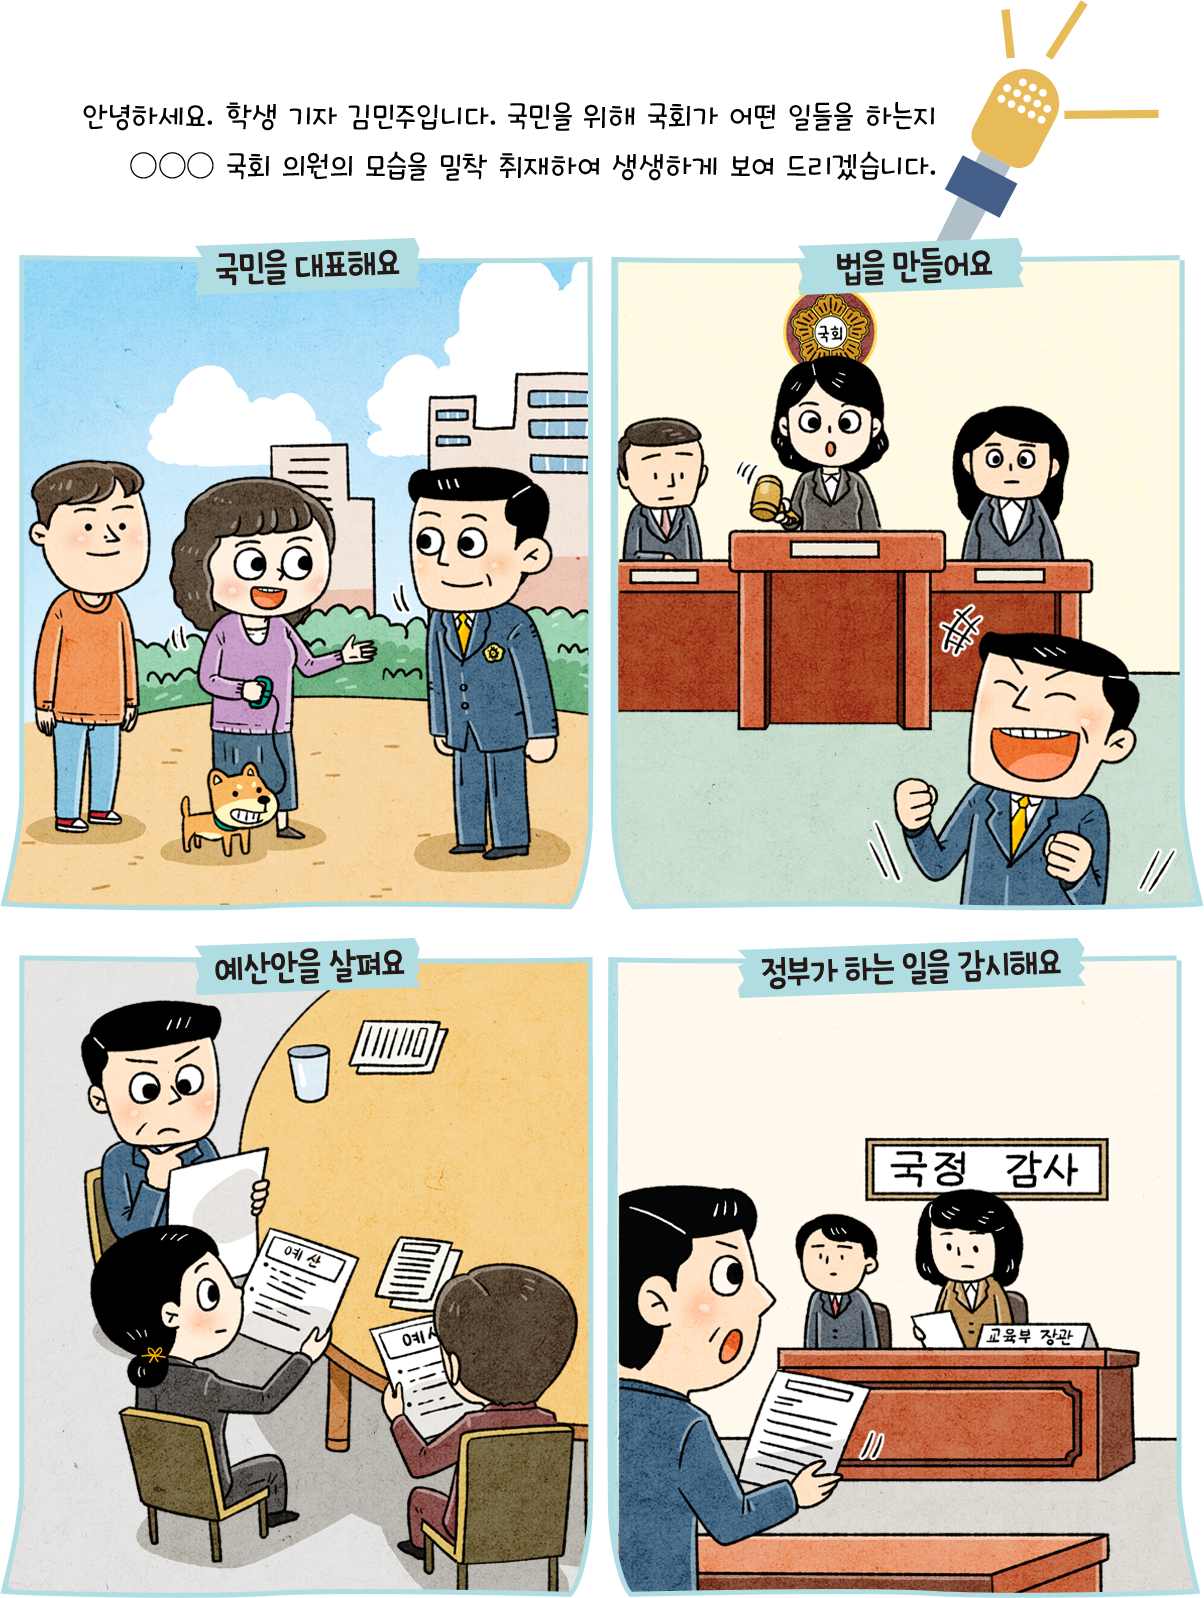 안녕하세요. 학생 기자 김민주입니다. 국민을 위해 국회가 어떤 일들을 하는지
○○○ 국회 의원의 모습을 밀착 취재하여 생생하게 보여 드리겠습니다.
국민을 대표해요
법을 만들어요
국회
예산안을 살펴요
예산
예산
정부가 하는 일을 감시해요
국정 감사
교육부 장관